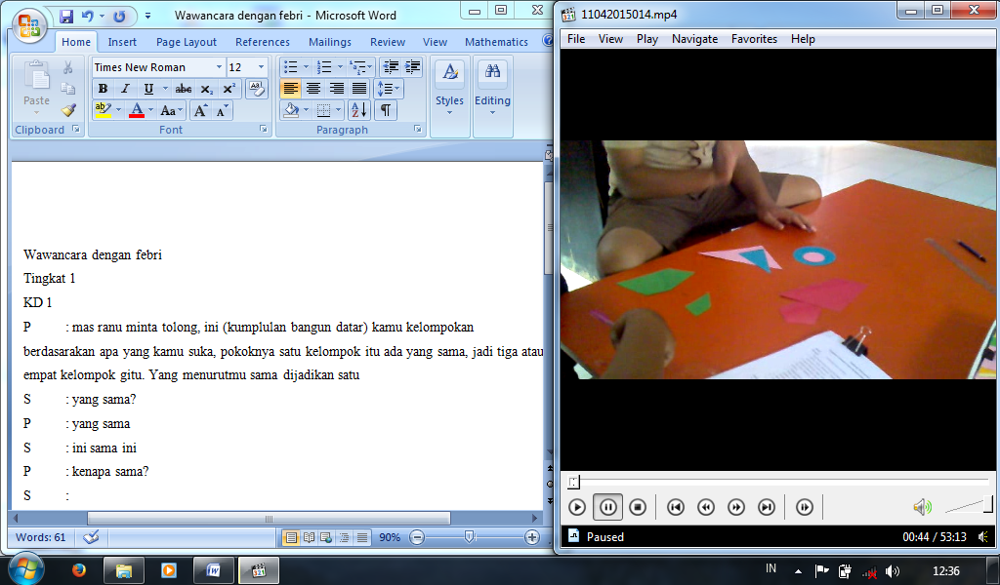 Wawancara dengan febri - Microsoft Word
Home Insert Page Layout References Mailings Review View Mathematics
Paste
Clipboard
Times New Roman 12
B I U abc x₂ x²
ab A Aa A A
Font
Paragraph
Styles
Editing
Wawancara dengan febri
Tingkat 1
KD 1
P : mas ranu minta tolong, ini (kumplulan bangun datar) kamu kelompokan
berdasarakan apa yang kamu suka, pokoknya satu kelompok itu ada yang sama, jadi tiga atau
empat kelompok gitu. Yang menurutmu sama dijadikan satu
S : yang sama?
P : yang sama
S : ini sama ini
P : kenapa sama?
S :
Words: 61
90%
11042015014.mp4
File View Play Navigate Favorites Help
Paused
00:44 / 53:13
IN
12:36